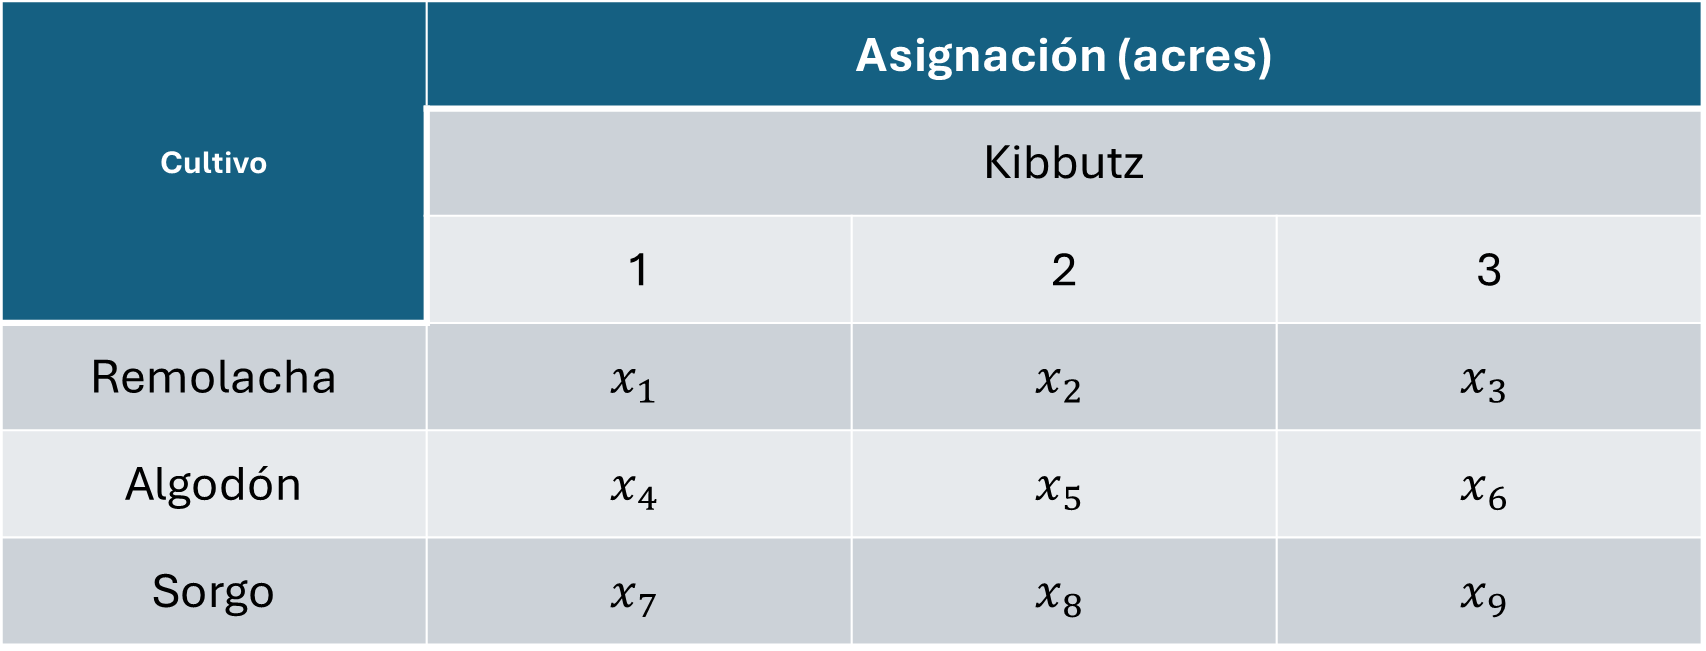 Asignación (acres)
Cultivo
Kibbutz
1 2 3
Remolacha x₁ x₂ x₃
Algodón x₄ x₅ x₆
Sorgo x₇ x₈ x₉